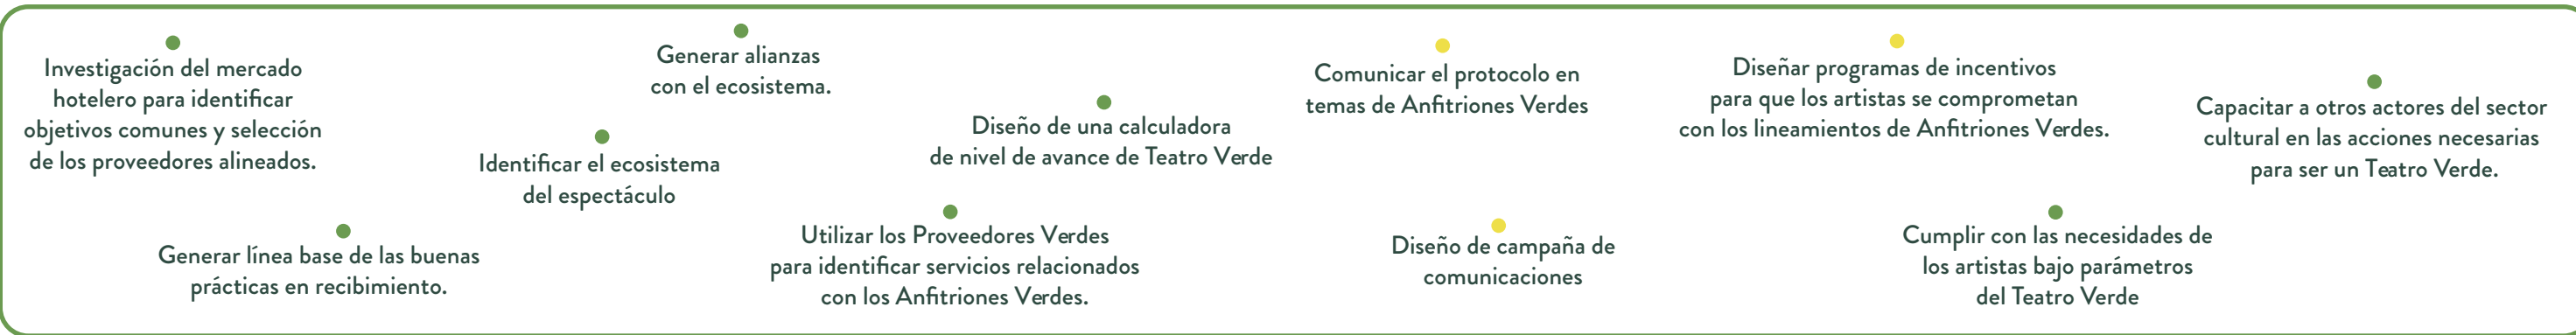 Investigación del mercado
hotelero para identificar
objetivos comunes y selección
de los proveedores alineados.
Generar línea base de las buenas
prácticas en recibimiento.
Identificar el ecosistema
del espectáculo
Generar alianzas
con el ecosistema.
Utilizar los Proveedores Verdes
para identificar servicios relacionados
con los Anfitriones Verdes.
Diseño de una calculadora
de nivel de avance de Teatro Verde
Comunicar el protocolo en
temas de Anfitriones Verdes
Diseño de campaña de
comunicaciones
Diseñar programas de incentivos
para que los artistas se comprometan
con los lineamientos de Anfitriones Verdes.
Cumplir con las necesidades de
los artistas bajo parámetros
del Teatro Verde
Capacitar a otros actores del sector
cultural en las acciones necesarias
para ser un Teatro Verde.